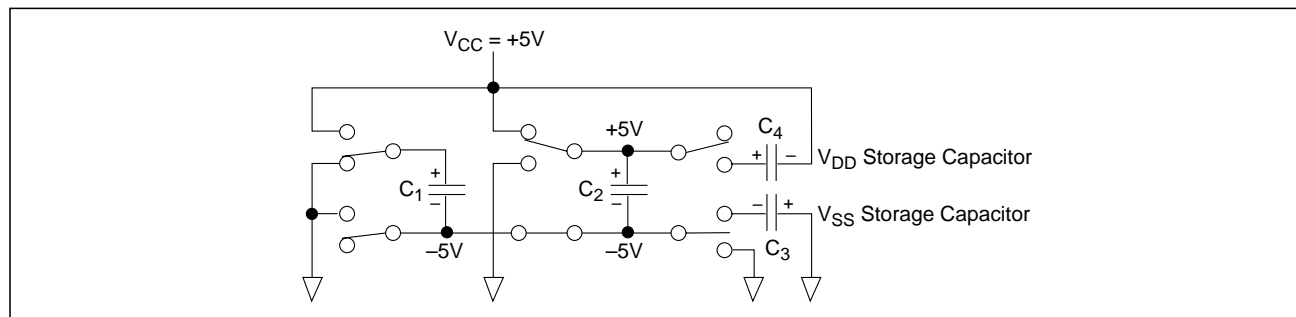 V_CC = +5V
+5V
C_4
+ –
V_DD Storage Capacitor
+
C_1
–
+
C_2
–
– +
V_SS Storage Capacitor
–5V
–5V
C_3